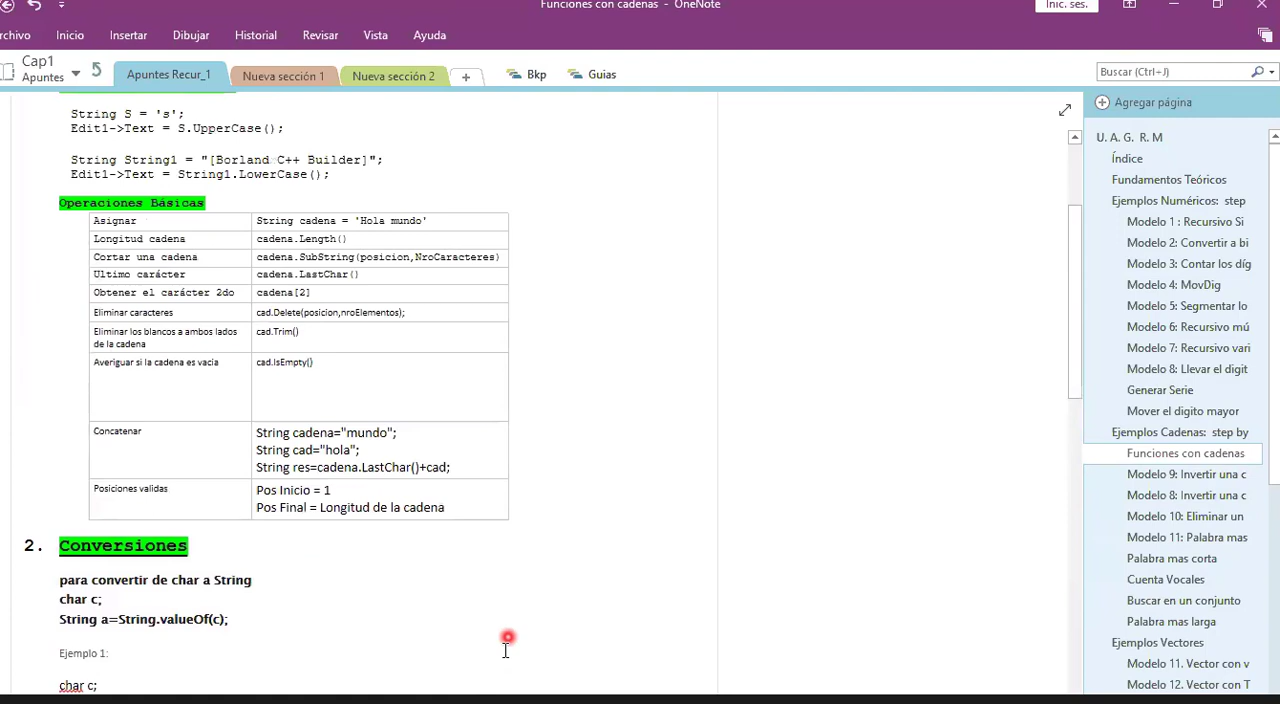 Funciones con cadenas - OneNote
Inic. ses.
rchivo Inicio Insertar Dibujar Historial Revisar Vista Ayuda
Cap1
Apuntes
Apuntes Recur_1 Nueva sección 1 Nueva sección 2 + Bkp Guias
Buscar (Ctrl+J)
String S = 's';
Edit1->Text = S.UpperCase();
String String1 = "[Borland C++ Builder]";
Edit1->Text = String1.LowerCase();
Operaciones Básicas
Asignar String cadena = 'Hola mundo'
Longitud cadena cadena.Length()
Cortar una cadena cadena.SubString(posicion,NroCaracteres)
Ultimo carácter cadena.LastChar()
Obtener el carácter 2do cadena[2]
Eliminar caracteres cad.Delete(posicion,nroElementos);
Eliminar los blancos a ambos lados cad.Trim()
de la cadena
Averiguar si la cadena es vacia cad.IsEmpty()
Concatenar String cadena="mundo";
String cad="hola";
String res=cadena.LastChar()+cad;
Posiciones validas Pos Inicio = 1
Pos Final = Longitud de la cadena
2. Conversiones
para convertir de char a String
char c;
String a=String.valueOf(c);
Ejemplo 1:
char c;
Agregar página
U. A. G. R. M
Índice
Fundamentos Teóricos
Ejemplos Numéricos: step
Modelo 1 : Recursivo Si
Modelo 2: Convertir a bi
Modelo 3: Contar los díg
Modelo 4: MovDig
Modelo 5: Segmentar lo
Modelo 6: Recursivo mú
Modelo 7: Recursivo vari
Modelo 8: Llevar el digit
Generar Serie
Mover el digito mayor
Ejemplos Cadenas: step by
Funciones con cadenas
Modelo 9: Invertir una c
Modelo 8: Invertir una c
Modelo 10: Eliminar un
Modelo 11: Palabra mas
Palabra mas corta
Cuenta Vocales
Buscar en un conjunto
Palabra mas larga
Ejemplos Vectores
Modelo 11. Vector con v
Modelo 12. Vector con T